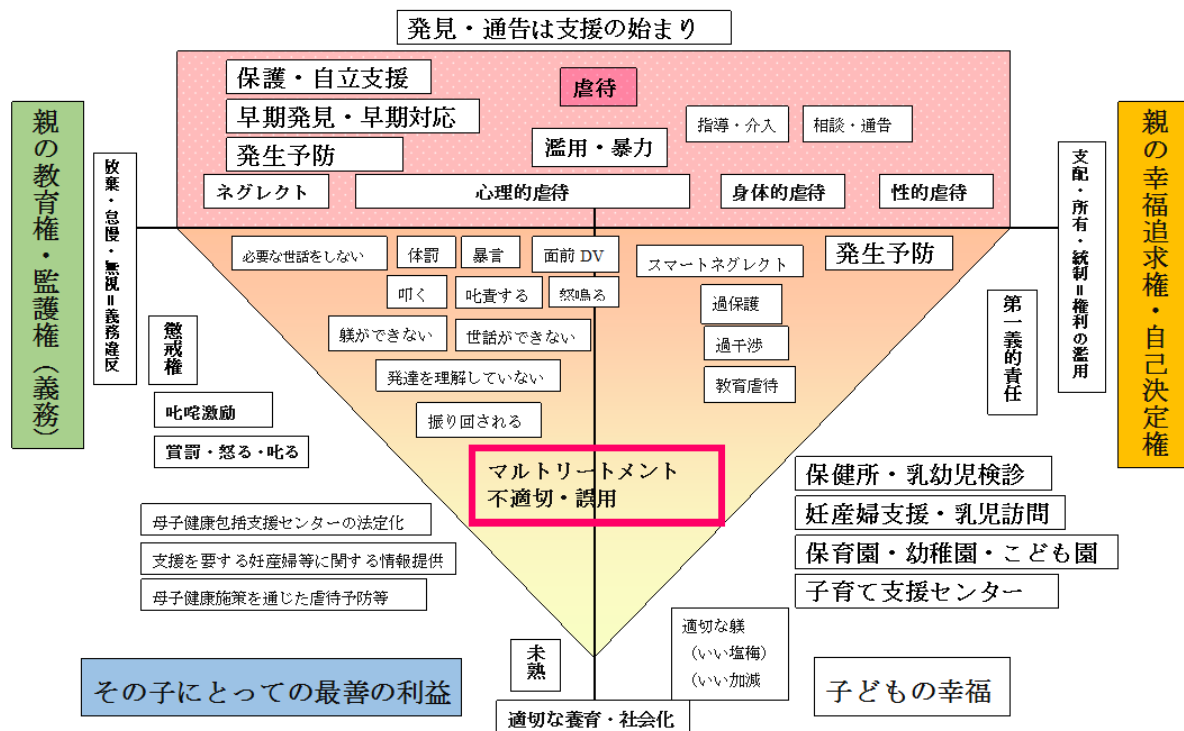 発見・通告は支援の始まり
保護・自立支援
虐待
早期発見・早期対応
指導・介入
相談・通告
発生予防
濫用・暴力
ネグレクト
心理的虐待
身体的虐待
性的虐待
親の教育権・監護権（義務）
放棄・怠慢・無視＝義務違反
親の幸福追求権・自己決定権
支配・所有・統制＝権利の濫用
必要な世話をしない
体罰
暴言
面前 DV
スマートネグレクト
発生予防
叩く
叱責する
怒鳴る
過保護
第一義的責任
懲戒権
躾ができない
世話ができない
過干渉
発達を理解していない
教育虐待
叱咤激励
振り回される
賞罰・怒る・叱る
マルトリートメント
不適切・誤用
保健所・乳幼児検診
妊産婦支援・乳児訪問
保育園・幼稚園・こども園
子育て支援センター
母子健康包括支援センターの法定化
支援を要する妊産婦等に関する情報提供
母子健康施策を通じた虐待予防等
未熟
適切な躾
（いい塩梅）
（いい加減
その子にとっての最善の利益
子どもの幸福
適切な養育・社会化